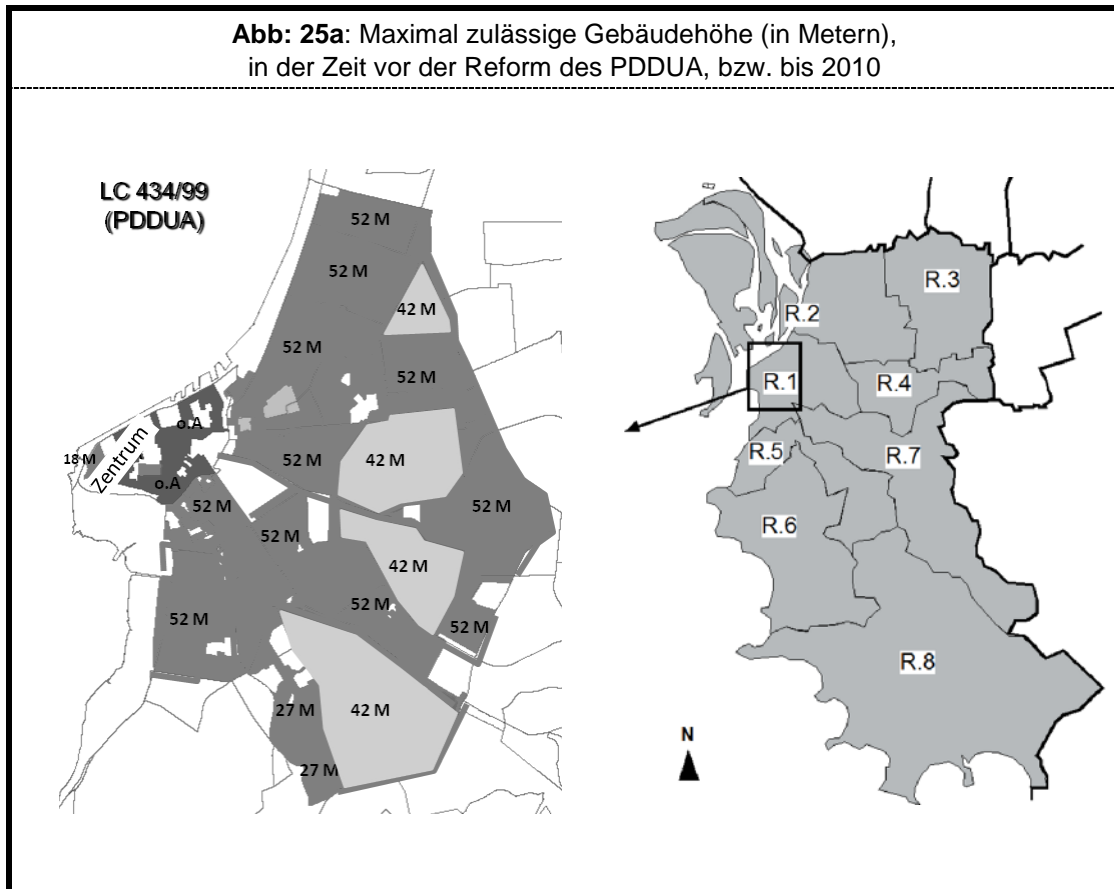 Abb: 25a: Maximal zulässige Gebäudehöhe (in Metern),
in der Zeit vor der Reform des PDDUA, bzw. bis 2010
LC 434/99
(PDDUA)
52 M
52 M
42 M
52 M
52 M
o.A
Zentrum
18 M
52 M
42 M
o.A
52 M
52 M
52 M
42 M
52 M
52 M
52 M
27 M
42 M
27 M
R.3
R.2
R.1
R.4
R.5
R.7
R.6
R.8
N